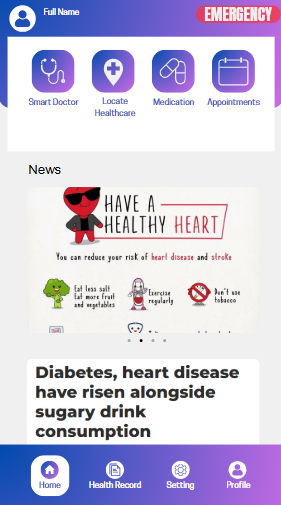 Full Name
EMERGENCY
Smart Doctor
Locate
Healthcare
Medication
Appointments
News
HAVE A
HEALTHY HEART
You can reduce your risk of heart disease and stroke
Eat less salt
Eat more fruit
and vegetables
Exercise
regularly
Don't use
tobacco
Diabetes, heart disease
have risen alongside
sugary drink
consumption
Home
Health Record
Setting
Profile